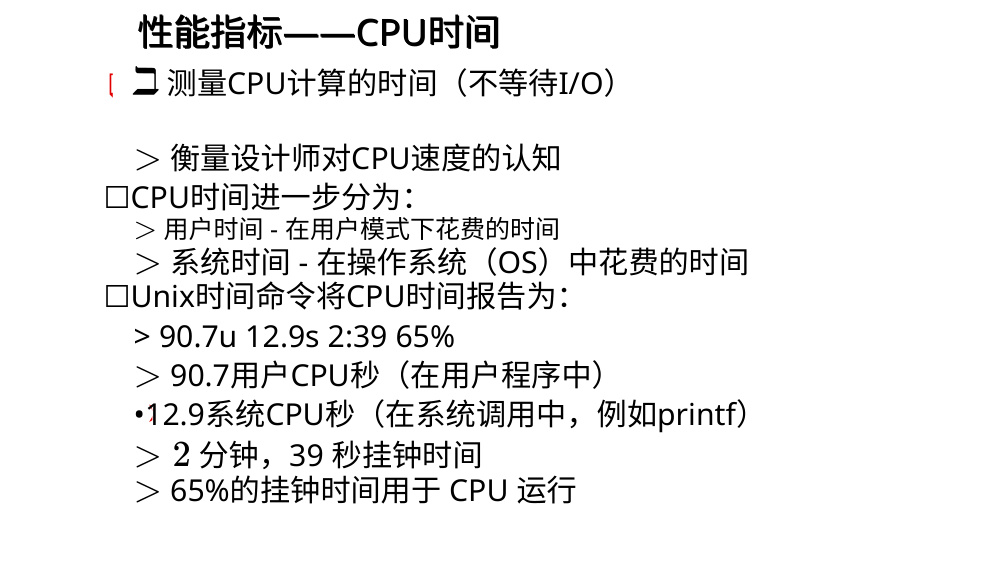 性能指标——CPU时间
コ 测量CPU计算的时间（不等待I/O）
＞ 衡量设计师对CPU速度的认知
☐CPU时间进一步分为：
＞ 用户时间 - 在用户模式下花费的时间
＞ 系统时间 - 在操作系统（OS）中花费的时间
☐Unix时间命令将CPU时间报告为：
> 90.7u 12.9s 2:39 65%
＞ 90.7用户CPU秒（在用户程序中）
•12.9系统CPU秒（在系统调用中，例如printf）
＞ 2 分钟，39 秒挂钟时间
＞ 65%的挂钟时间用于 CPU 运行